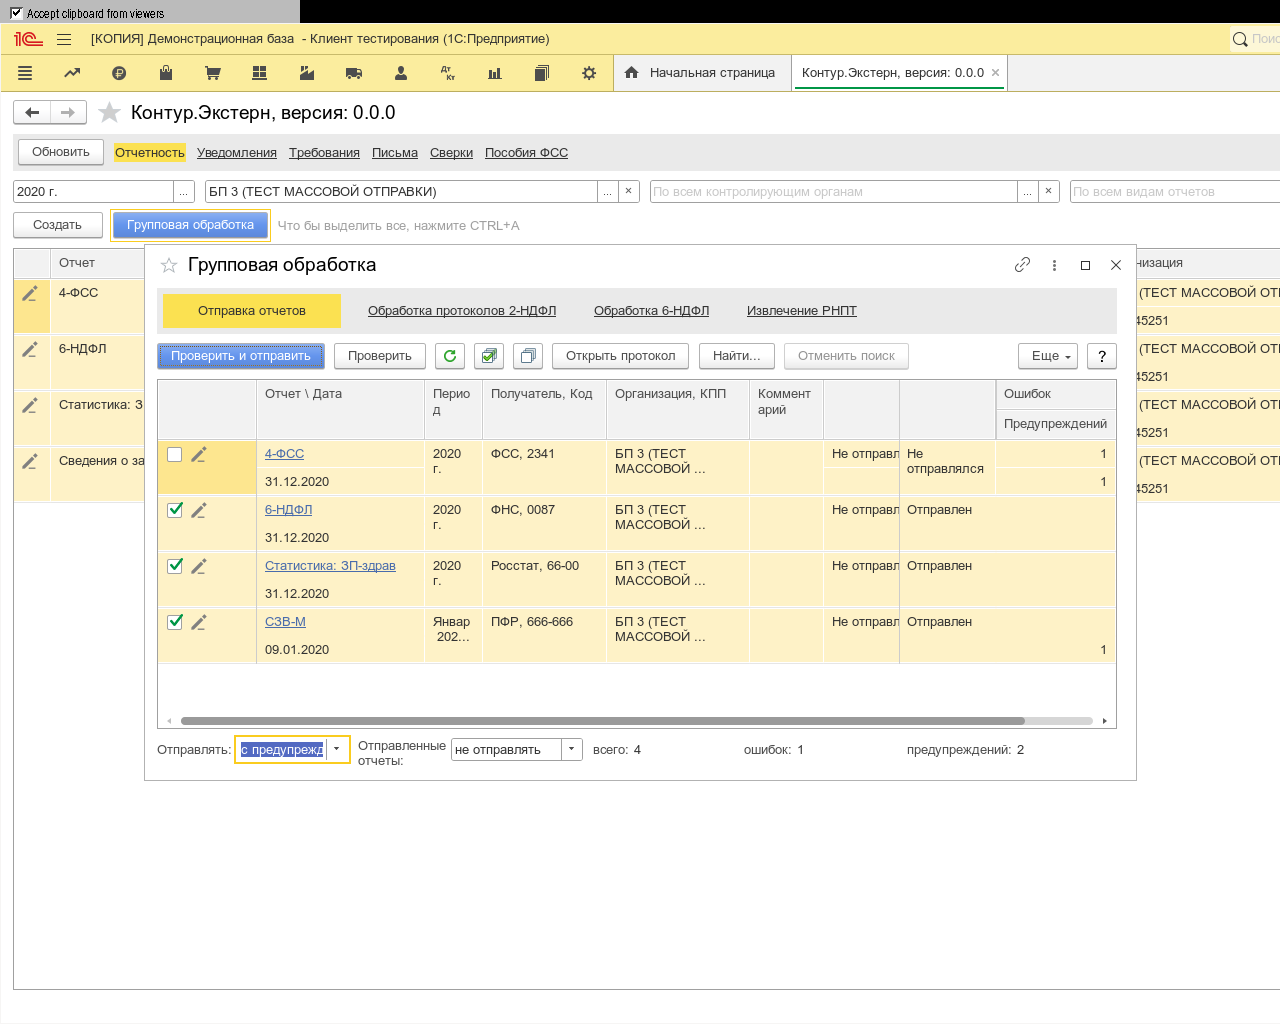 Accept clipboard from viewers
[КОПИЯ] Демонстрационная база - Клиент тестирования (1С:Предприятие)
Поис
Начальная страница
Контур.Экстерн, версия: 0.0.0 ×
Контур.Экстерн, версия: 0.0.0
Обновить Отчетность Уведомления Требования Письма Сверки Пособия ФСС
2020 г. ... БП 3 (ТЕСТ МАССОВОЙ ОТПРАВКИ) ... × По всем контролирующим органам ... × По всем видам отчетов
Создать Групповая обработка Что бы выделить все, нажмите CTRL+A
Отчет низация
4-ФСС (ТЕСТ МАССОВОЙ ОТП
45251
6-НДФЛ (ТЕСТ МАССОВОЙ ОТП
45251
Статистика: З (ТЕСТ МАССОВОЙ ОТП
45251
Сведения о за (ТЕСТ МАССОВОЙ ОТП
45251
Групповая обработка
Отправка отчетов Обработка протоколов 2-НДФЛ Обработка 6-НДФЛ Извлечение РНПТ
Проверить и отправить Проверить Открыть протокол Найти... Отменить поиск Еще ?
Отчет \ Дата Перио Получатель, Код Организация, КПП Коммент Ошибок
д арий
Предупреждений
4-ФСС 2020 ФСС, 2341 БП 3 (ТЕСТ Не отправл Не 1
г. МАССОВОЙ ... отправлялся
31.12.2020 1
6-НДФЛ 2020 ФНС, 0087 БП 3 (ТЕСТ Не отправл Отправлен
г. МАССОВОЙ ...
31.12.2020
Статистика: ЗП-здрав 2020 Росстат, 66-00 БП 3 (ТЕСТ Не отправл Отправлен
г. МАССОВОЙ ...
31.12.2020
СЗВ-М Январ ПФР, 666-666 БП 3 (ТЕСТ Не отправл Отправлен
202... МАССОВОЙ ...
09.01.2020 1
Отправлять: с предупрежд Отправленные не отправлять всего: 4 ошибок: 1 предупреждений: 2
отчеты: